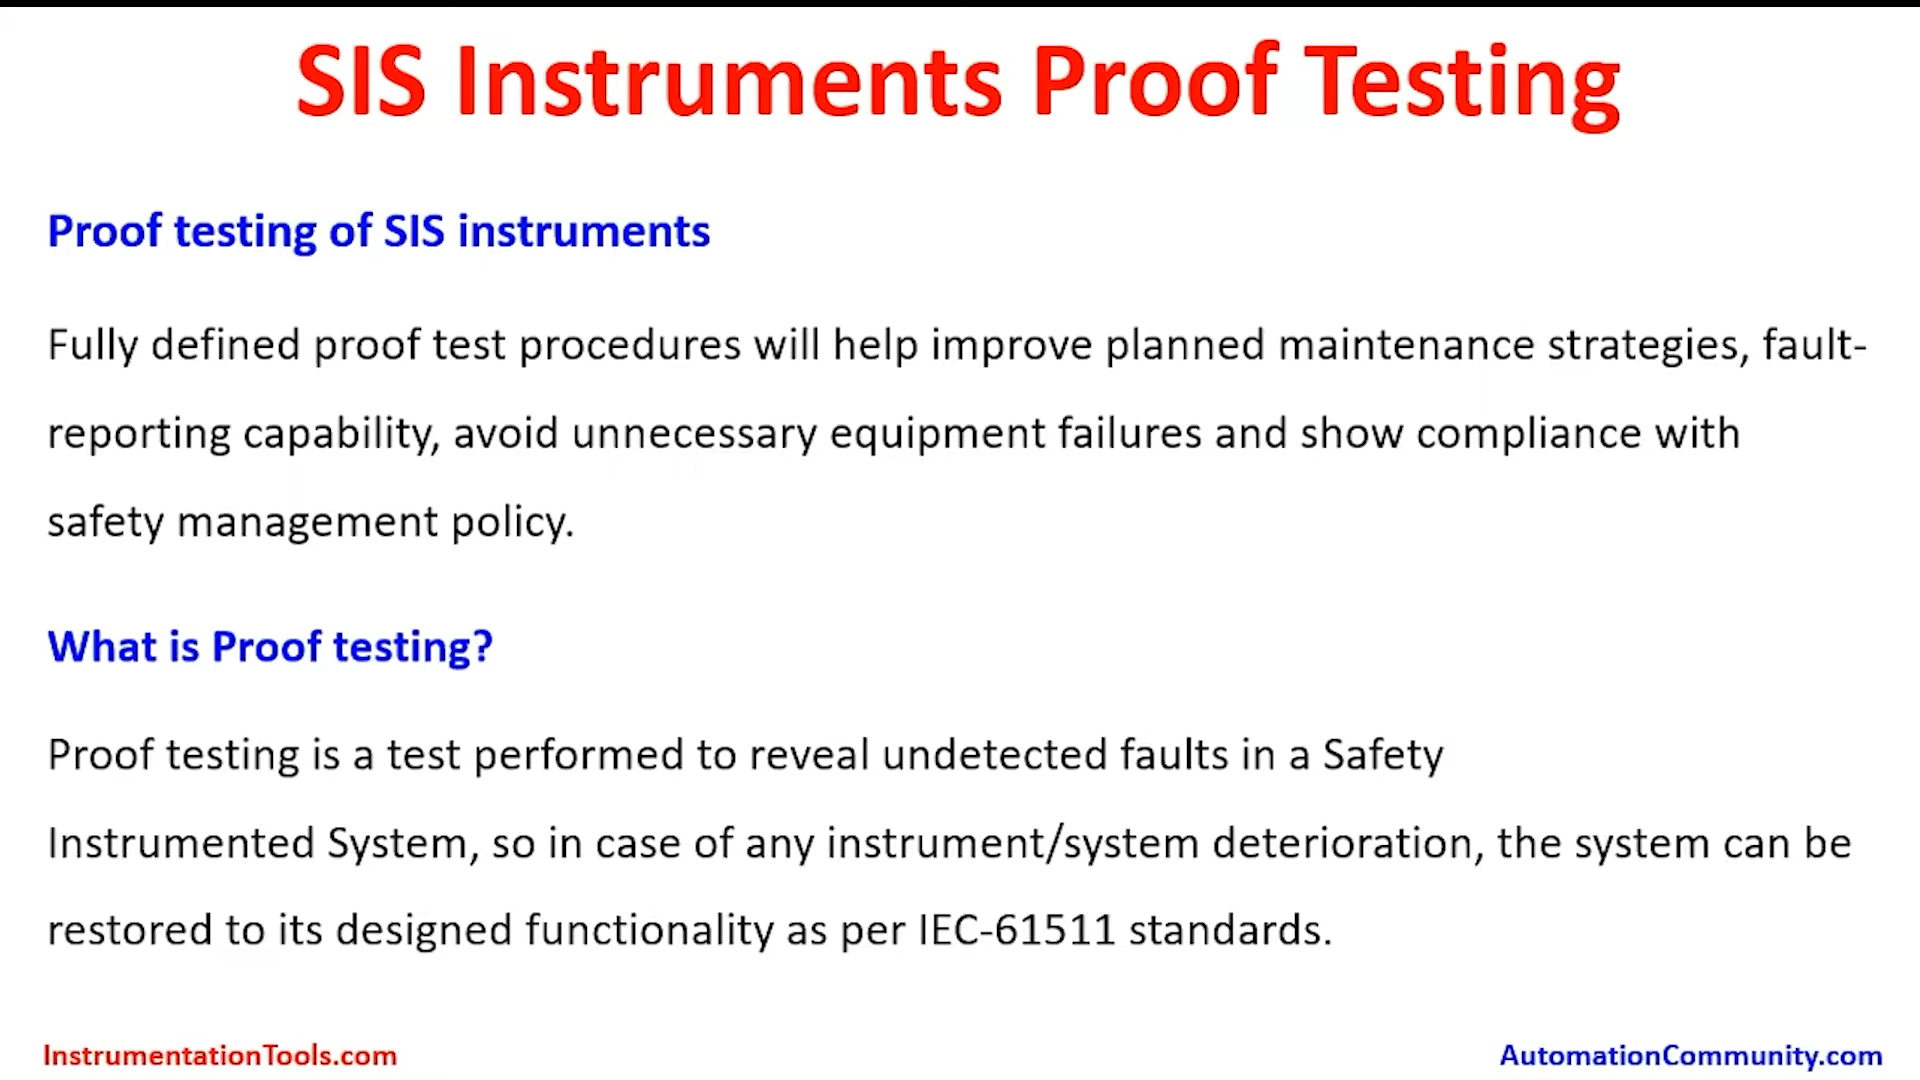 SIS Instruments Proof Testing
Proof testing of SIS instruments
Fully defined proof test procedures will help improve planned maintenance strategies, fault-
reporting capability, avoid unnecessary equipment failures and show compliance with
safety management policy.
What is Proof testing?
Proof testing is a test performed to reveal undetected faults in a Safety
Instrumented System, so in case of any instrument/system deterioration, the system can be
restored to its designed functionality as per IEC-61511 standards.
InstrumentationTools.com
AutomationCommunity.com